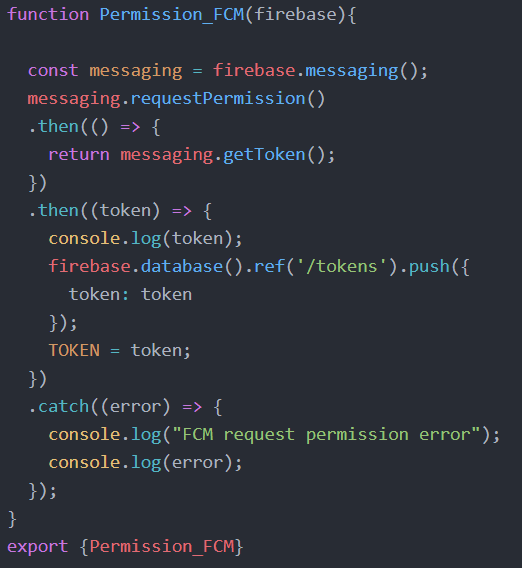 function Permission_FCM(firebase){
const messaging = firebase.messaging();
messaging.requestPermission()
.then(() => {
return messaging.getToken();
})
.then((token) => {
console.log(token);
firebase.database().ref('/tokens').push({
token: token
});
TOKEN = token;
})
.catch((error) => {
console.log("FCM request permission error");
console.log(error);
});
}
export {Permission_FCM}